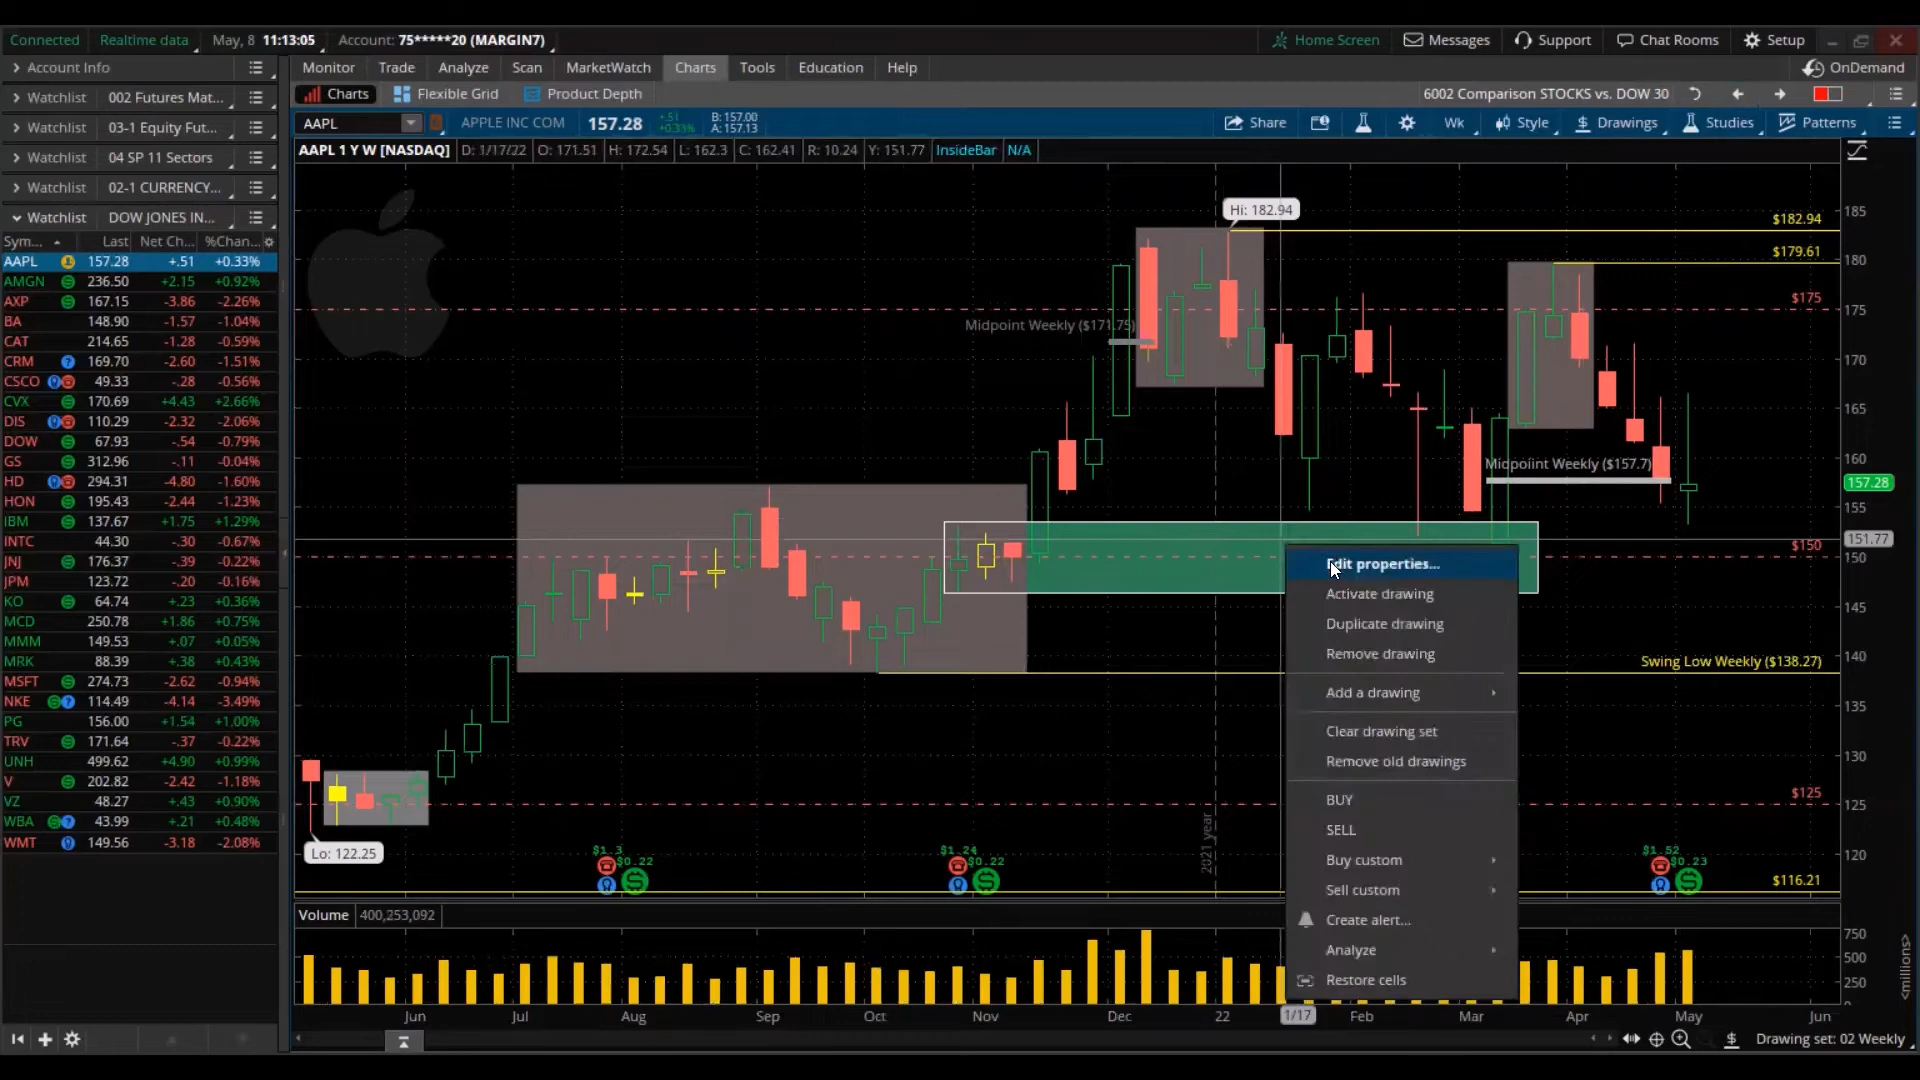 Connected Realtime data May, 8 11:13:05 Account: 75*****20 (MARGIN7) Home Screen Messages Support Chat Rooms Setup
Account Info Monitor Trade Analyze Scan MarketWatch Charts Tools Education Help OnDemand
Watchlist 002 Futures Mat... Charts Flexible Grid Product Depth 6002 Comparison STOCKS vs. DOW 30
Watchlist 03-1 Equity Fut... AAPL APPLE INC COM 157.28 +.51 +0.33% B: 157.00 A: 157.13 Share Wk Style Drawings Studies Patterns
Watchlist 04 SP 11 Sectors AAPL 1 Y W [NASDAQ] D: 1/17/22 O: 171.51 H: 172.54 L: 162.3 C: 162.41 R: 10.24 Y: 151.77 InsideBar N/A
Watchlist 02-1 CURRENCY...
Watchlist DOW JONES IN...
Sym... Last Net Ch... %Chan...
AAPL 157.28 +.51 +0.33%
AMGN 236.50 +2.15 +0.92%
AXP 167.15 -3.86 -2.26%
BA 148.90 -1.57 -1.04%
CAT 214.65 -1.28 -0.59%
CRM 169.70 -2.60 -1.51%
CSCO 49.33 -.28 -0.56%
CVX 170.69 +4.43 +2.66%
DIS 110.29 -2.32 -2.06%
DOW 67.93 -.54 -0.79%
GS 312.96 -.11 -0.04%
HD 294.31 -4.80 -1.60%
HON 195.43 -2.44 -1.23%
IBM 137.67 +1.75 +1.29%
INTC 44.30 -.30 -0.67%
JNJ 176.37 -.39 -0.22%
JPM 123.72 -.20 -0.16%
KO 64.74 +.23 +0.36%
MCD 250.78 +1.86 +0.75%
MMM 149.53 +.07 +0.05%
MRK 88.39 +.38 +0.43%
MSFT 274.73 -2.62 -0.94%
NKE 114.49 -4.14 -3.49%
PG 156.00 +1.54 +1.00%
TRV 171.64 -.37 -0.22%
UNH 499.62 +4.90 +0.99%
V 202.82 -2.42 -1.18%
VZ 48.27 +.43 +0.90%
WBA 43.99 +.21 +0.48%
WMT 149.56 -3.18 -2.08%
Hi: 182.94
$182.94
$179.61
$175
Midpoint Weekly ($171.75)
Midpoiint Weekly ($157.7)
$150
Swing Low Weekly ($138.27)
$125
$116.21
Lo: 122.25
185
180
175
170
165
160
157.28
155
151.77
150
145
140
135
130
125
120
Edit properties...
Activate drawing
Duplicate drawing
Remove drawing
Add a drawing
Clear drawing set
Remove old drawings
BUY
SELL
Buy custom
Sell custom
Create alert...
Analyze
Restore cells
2021 year
$1.3 $0.22
$1.24 $0.22
$1.52 $0.23
Volume 400,253,092
750
500
250
0
<millions>
Jun Jul Aug Sep Oct Nov Dec 22 1/17 Feb Mar Apr May Jun
Drawing set: 02 Weekly